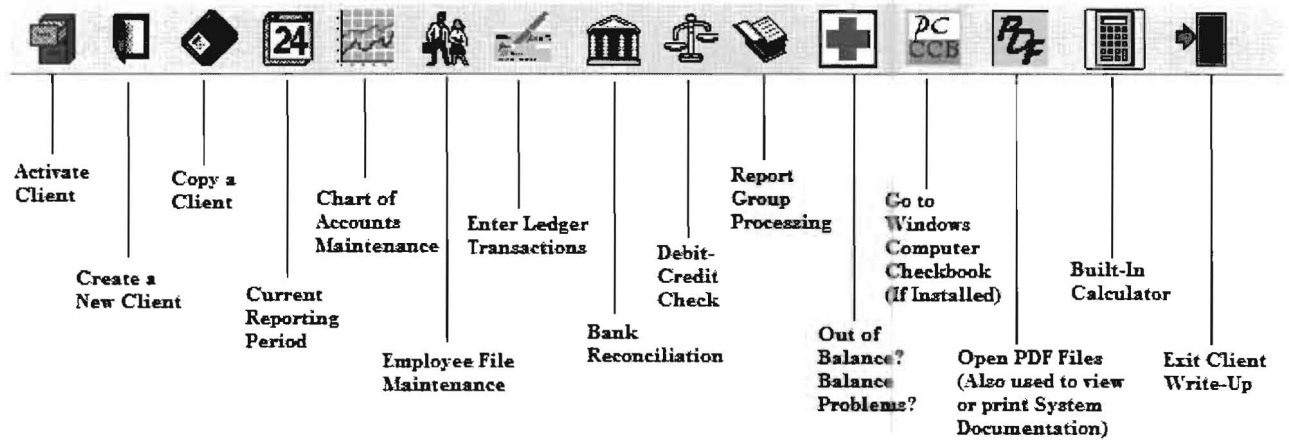 24
PC
CCB
PDF
Activate
Client
Create a
New Client
Copy a
Client
Current
Reporting
Period
Chart of
Accounts
Maintenance
Employee File
Maintenance
Enter Ledger
Transactions
Bank
Reconciliation
Debit-
Credit
Check
Report
Group
Processing
Out of
Balance?
Balance
Problems?
Go to
Windows
Computer
Checkbook
(If Installed)
Open PDF Files
(Also used to view
or print System
Documentation)
Built-In
Calculator
Exit Client
Write-Up